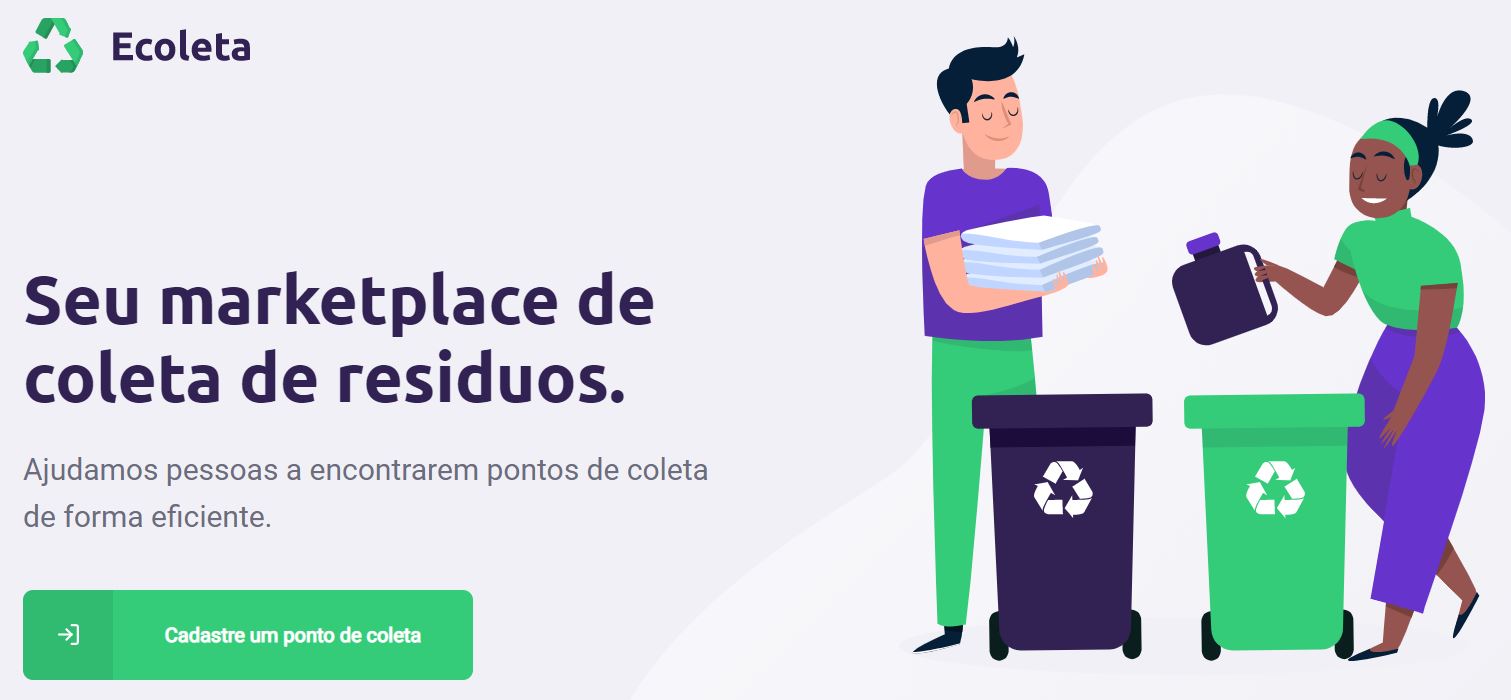 Ecoleta
Seu marketplace de
coleta de residuos.
Ajudamos pessoas a encontrarem pontos de coleta
de forma eficiente.
Cadastre um ponto de coleta